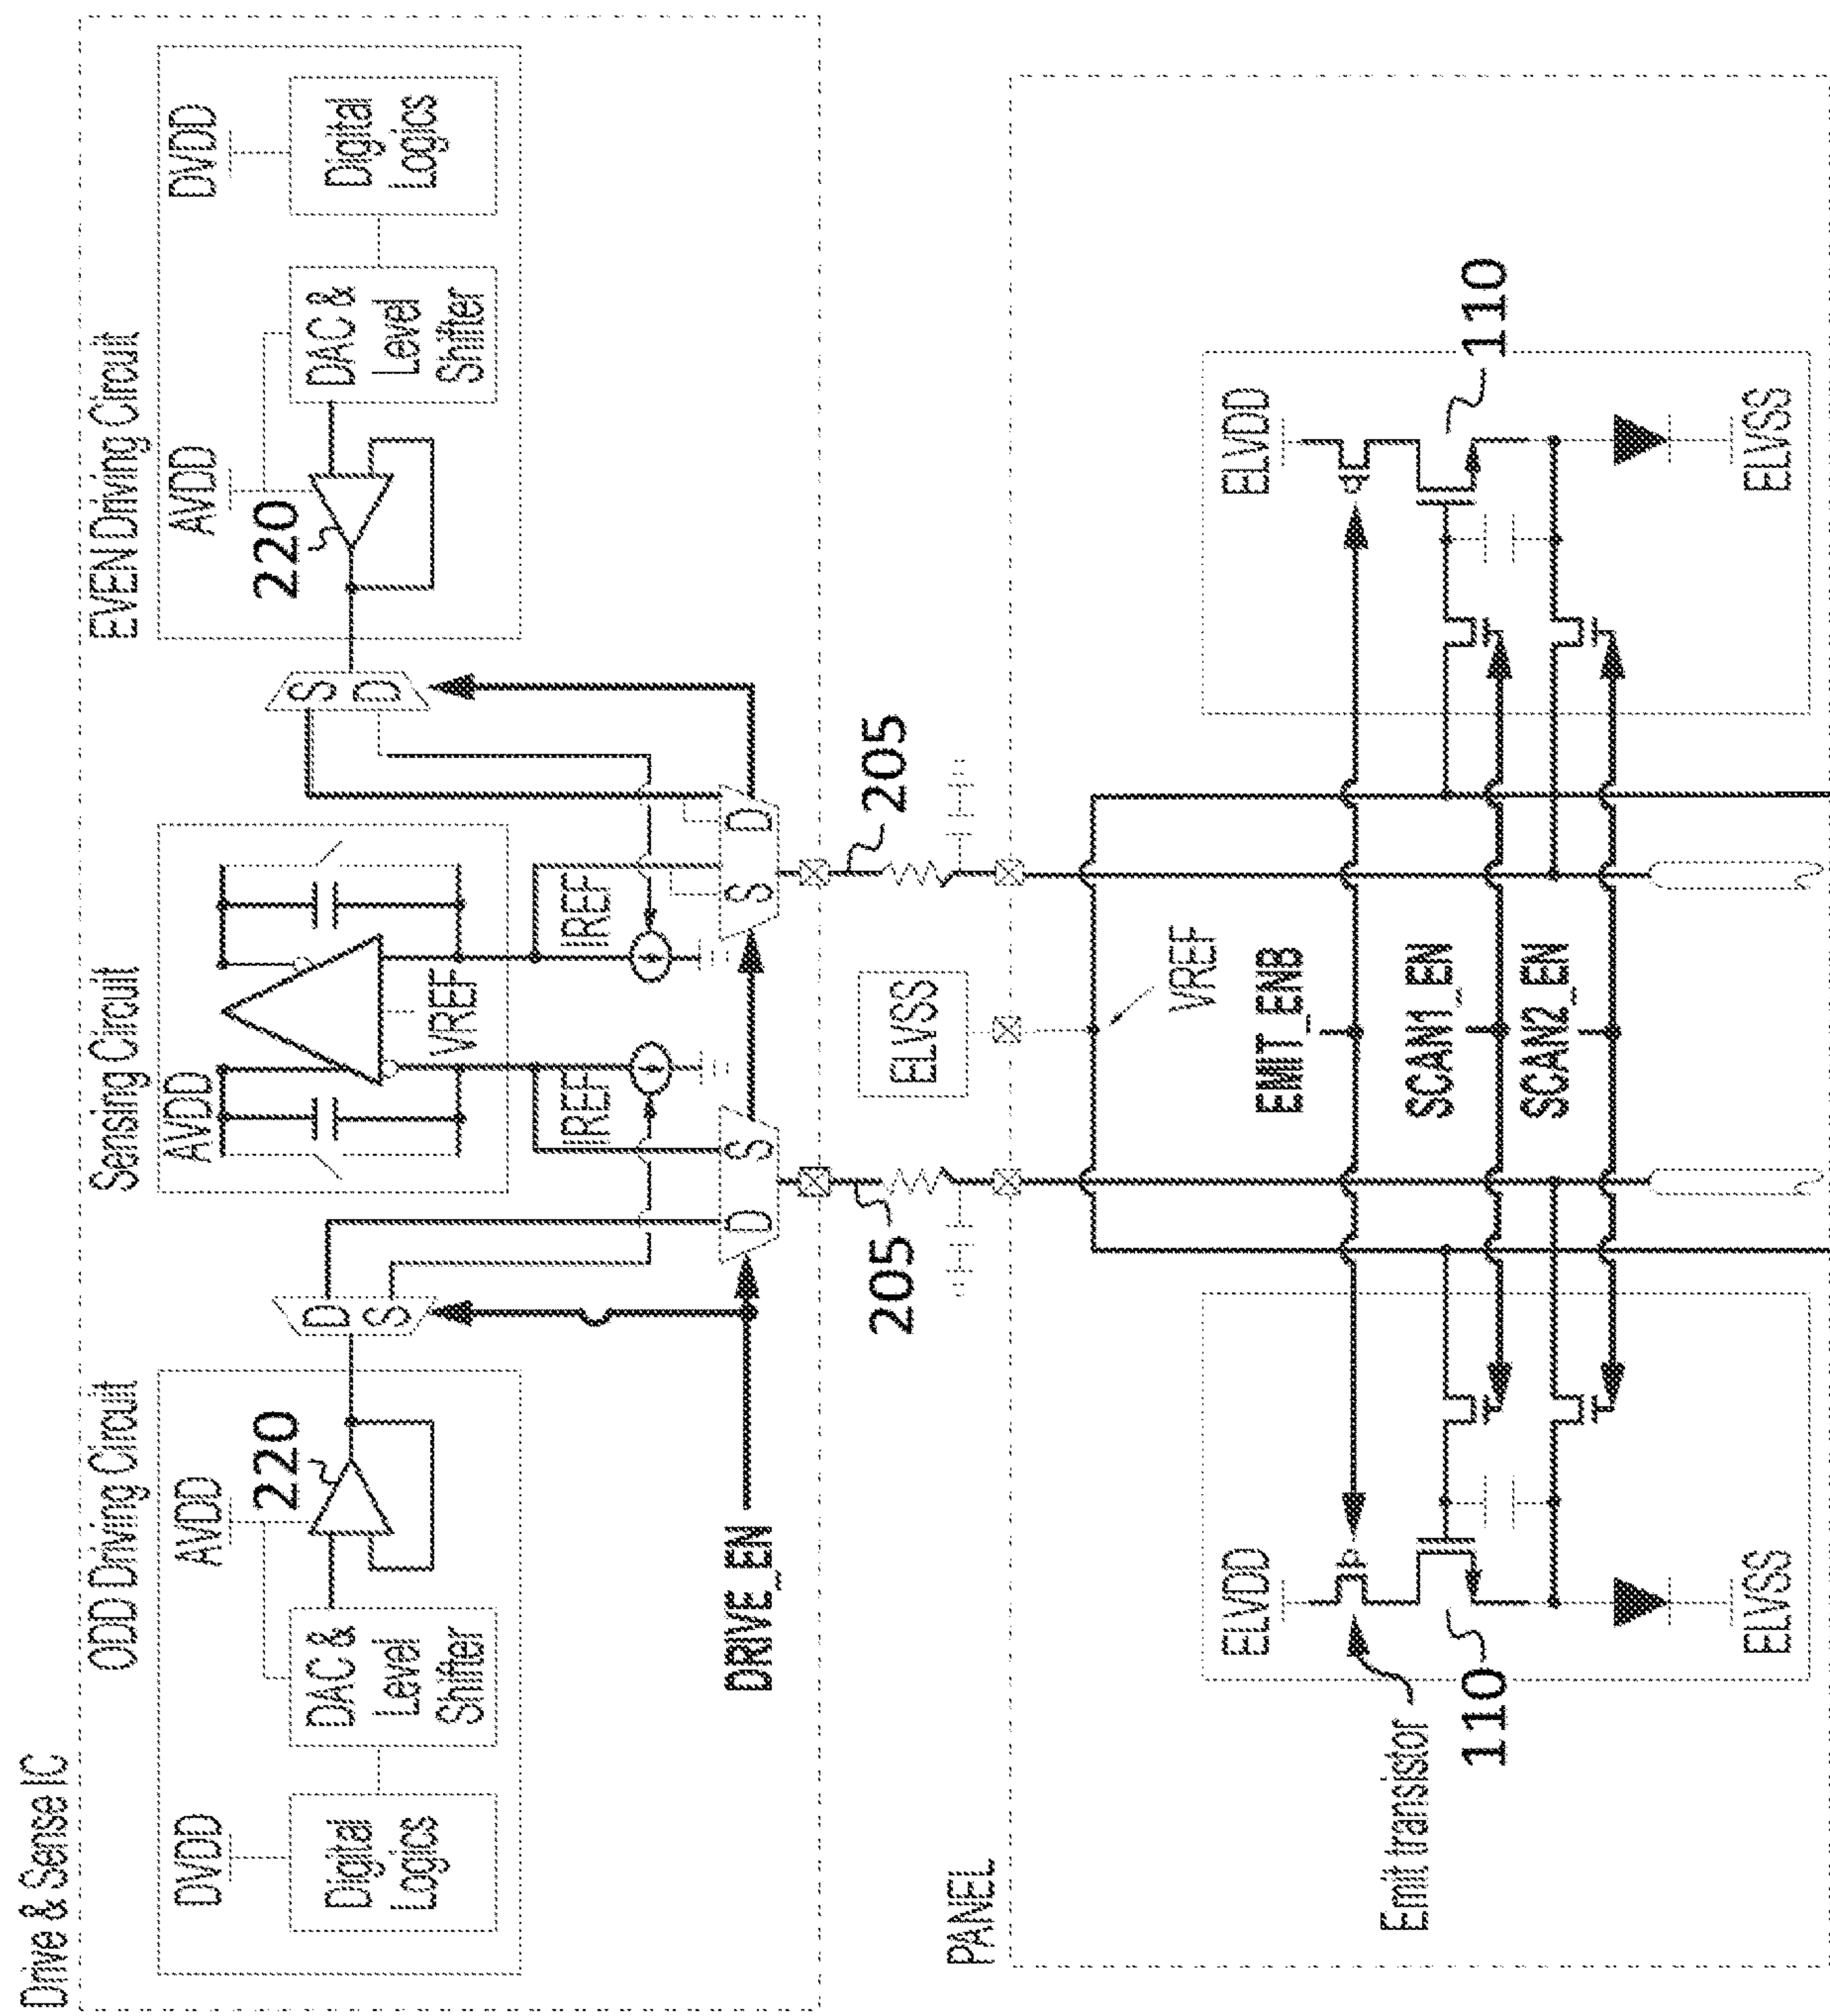 Drive & Sense IC
ODD Driving Circuit
Sensing Circuit
EVEN Driving Circuit
DVDD
AVDD
AVDD
AVDD
DVDD
220
220
Digital
Logics
DAC &
Level
Shifter
DAC &
Level
Shifter
Digital
Logics
VREF
D
S
S
D
IREF
IREF
DRIVE_EN
D
S
S
D
205
205
ELVSS
PANEL
VREF
ELVDD
EMIT_ENB
ELVDD
Emit transistor
SCAN1_EN
110
110
SCAN2_EN
ELVSS
ELVSS